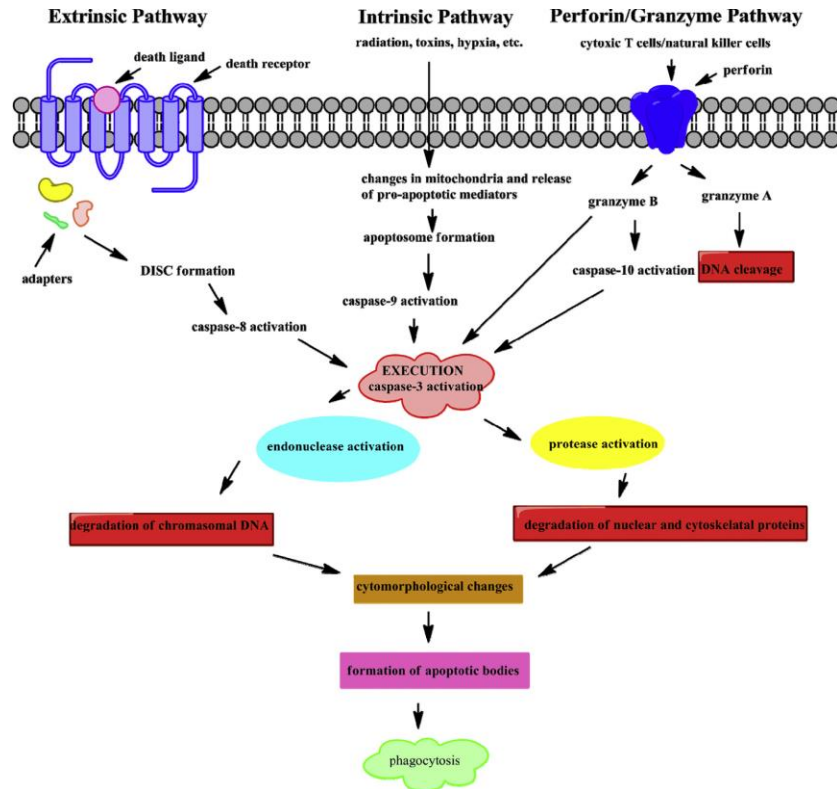 Extrinsic Pathway
Intrinsic Pathway
Perforin/Granzyme Pathway
radiation, toxins, hypxia, etc.
cytoxic T cells/natural killer cells
death ligand
death receptor
perforin
changes in mitochondria and release
of pro-apoptotic mediators
granzyme B
granzyme A
apoptosome formation
adapters
DISC formation
caspase-10 activation
DNA cleavage
caspase-9 activation
caspase-8 activation
EXECUTION
caspase-3 activation
endonuclease activation
protease activation
degradation of chromasomal DNA
degradation of nuclear and cytoskelatal proteins
cytomorphological changes
formation of apoptotic bodies
phagocytosis